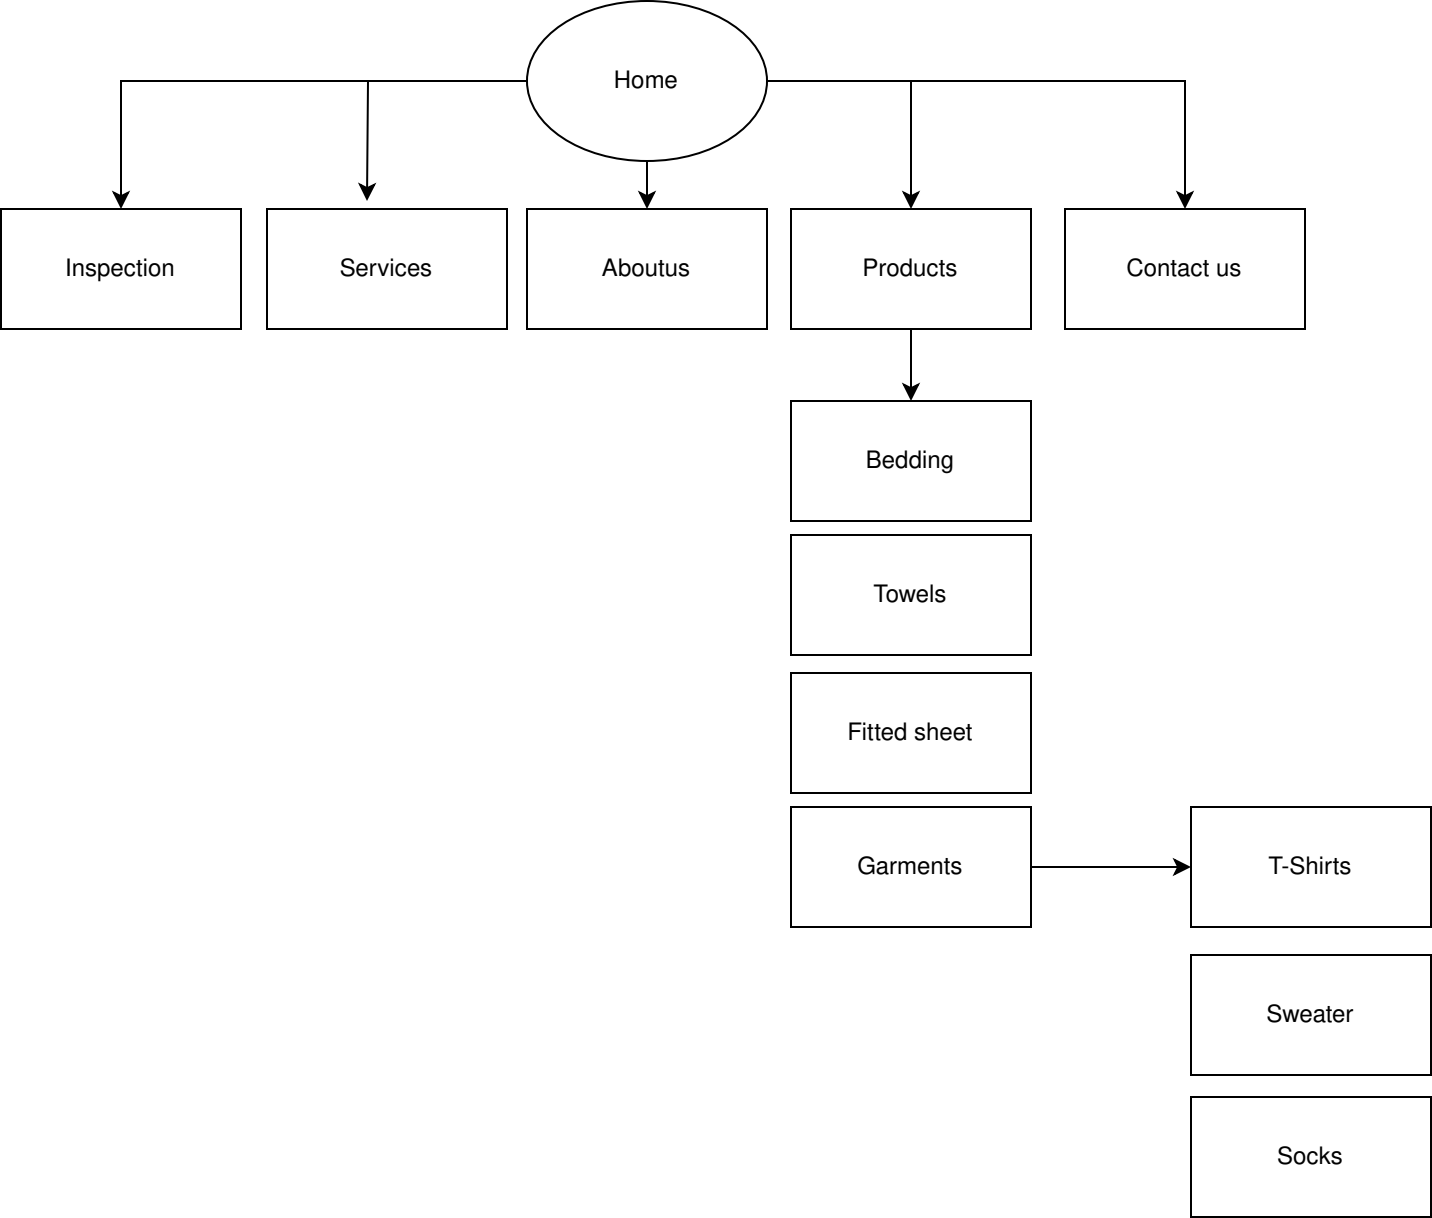 Home
Inspection
Services
Aboutus
Products
Contact us
Bedding
Towels
Fitted sheet
Garments
T-Shirts
Sweater
Socks